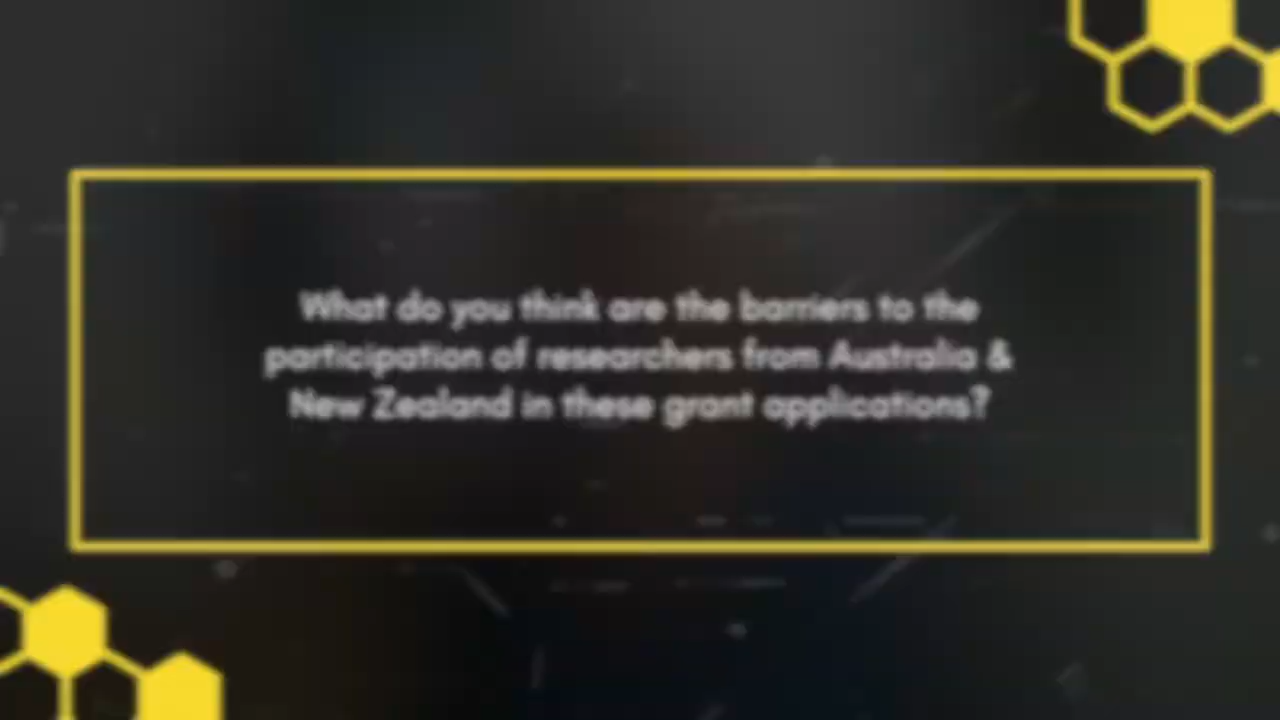 What do you think are the barriers to the
participation of researchers from Australia &
New Zealand in these grant applications?